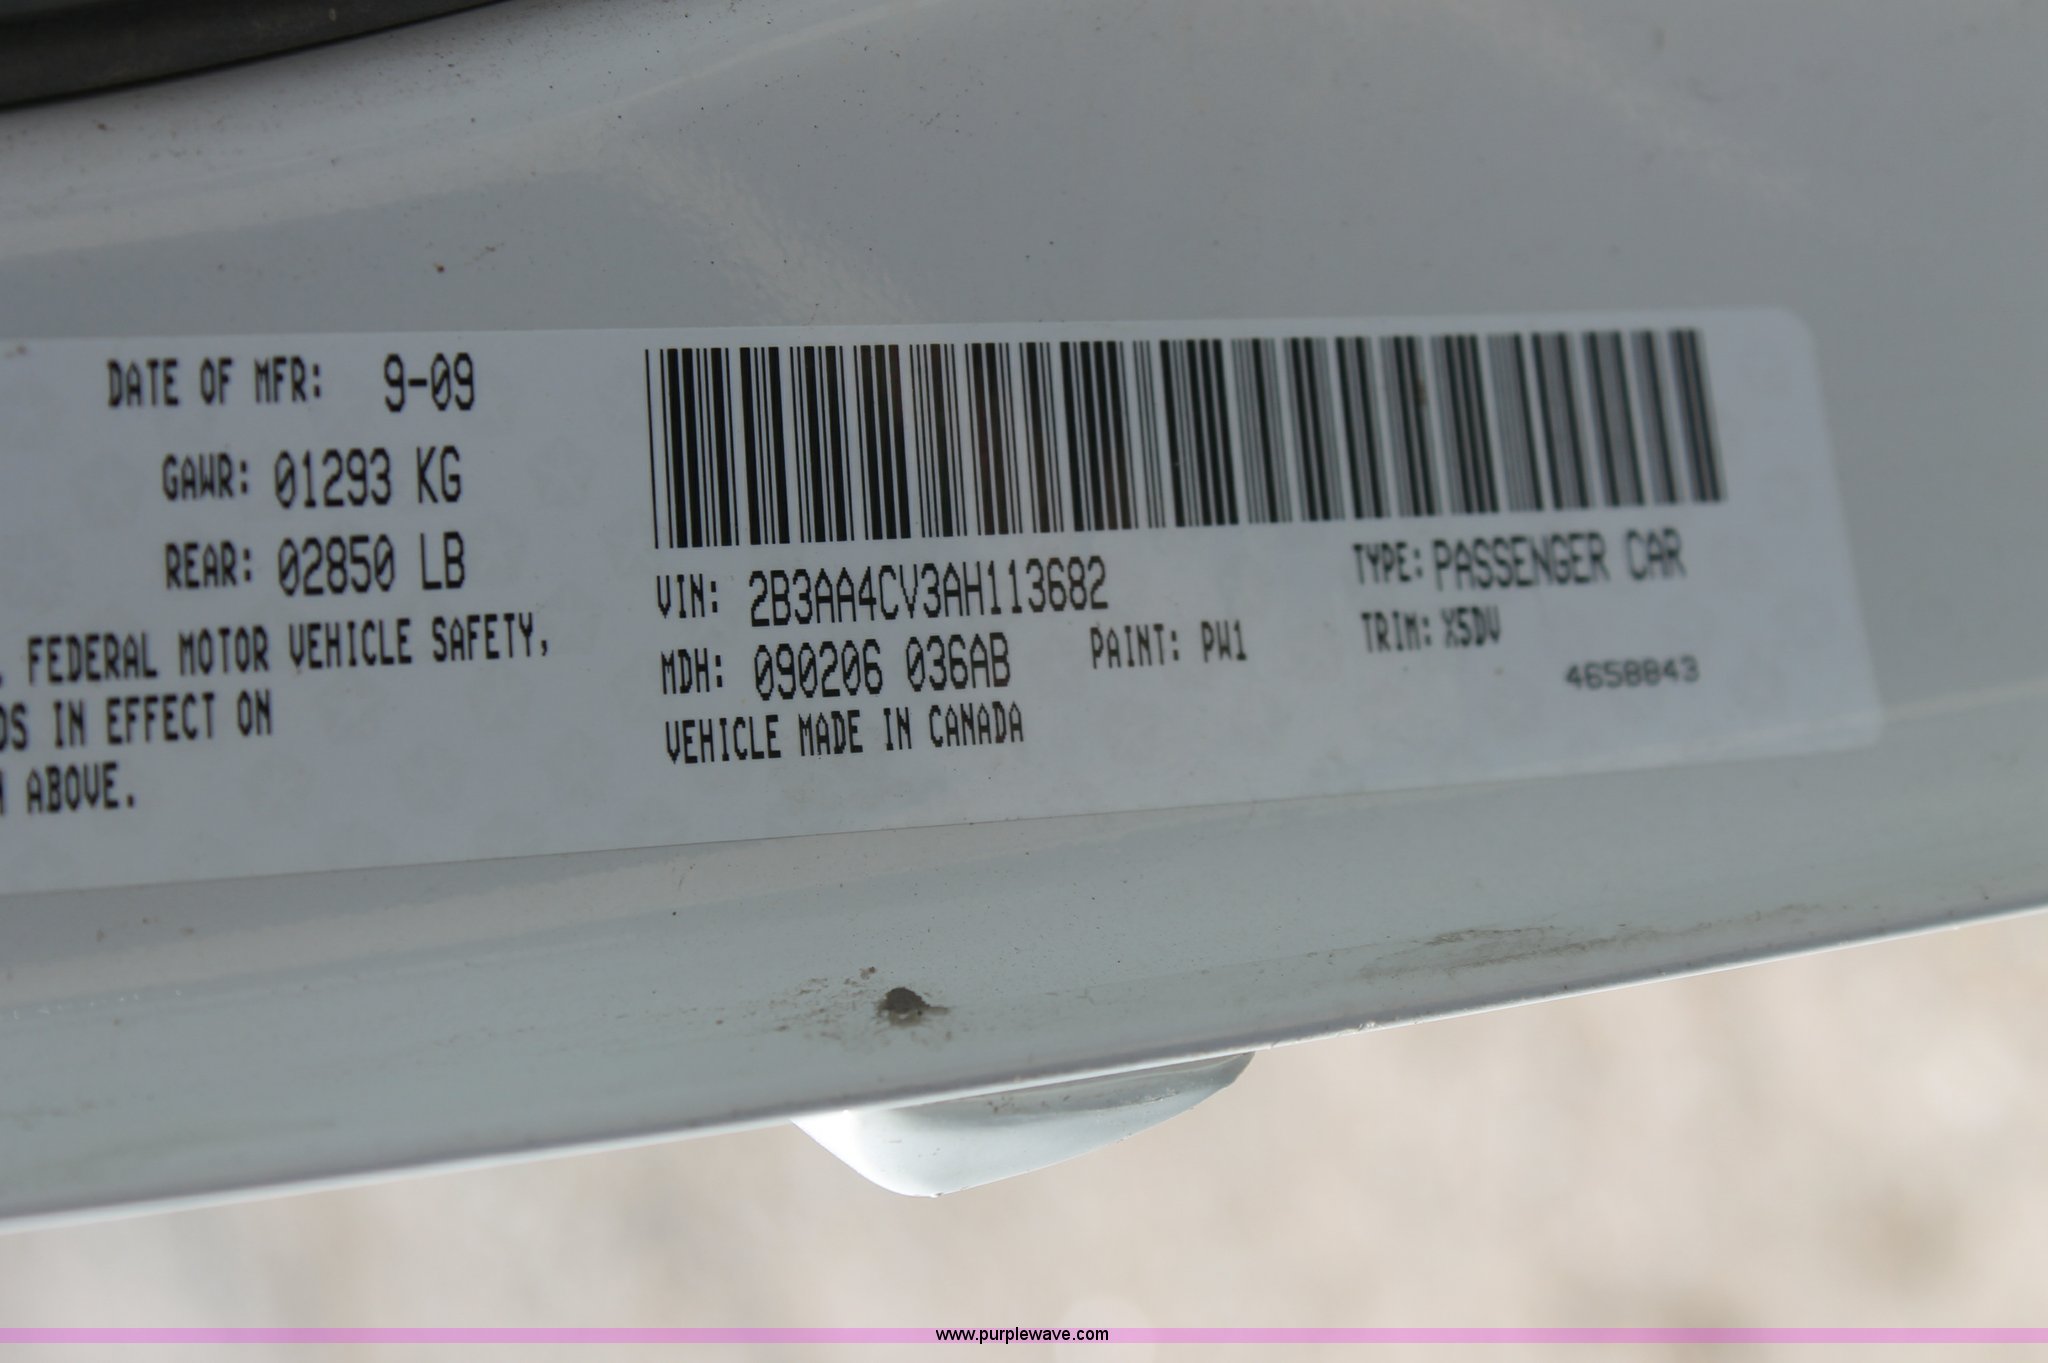 DATE OF MFR: 9-09
GAWR: 01293 KG
REAR: 02850 LB
FEDERAL MOTOR VEHICLE SAFETY,
IN EFFECT ON
ABOVE.
VIN: 2B3AA4CV3AH113682
TYPE: PASSENGER CAR
MDH: 090206 036AB
PAINT: PW1
TRIM: X5DV
VEHICLE MADE IN CANADA
4658843
www.purplewave.com